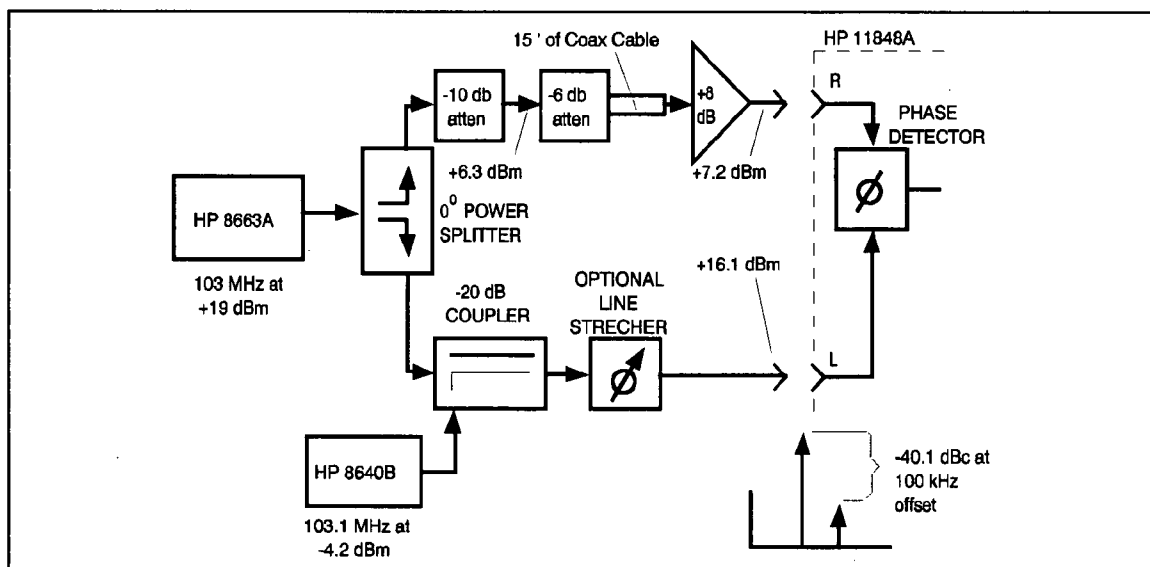 15 ' of Coax Cable
HP 11848A
-10 db
atten
-6 db
atten
+8
dB
R
PHASE
DETECTOR
+6.3 dBm
+7.2 dBm
HP 8663A
0⁰ POWER
SPLITTER
ϕ
103 MHz at
+19 dBm
-20 dB
COUPLER
OPTIONAL
LINE
STRECHER
+16.1 dBm
ϕ
L
HP 8640B
103.1 MHz at
-4.2 dBm
-40.1 dBc at
100 kHz
offset